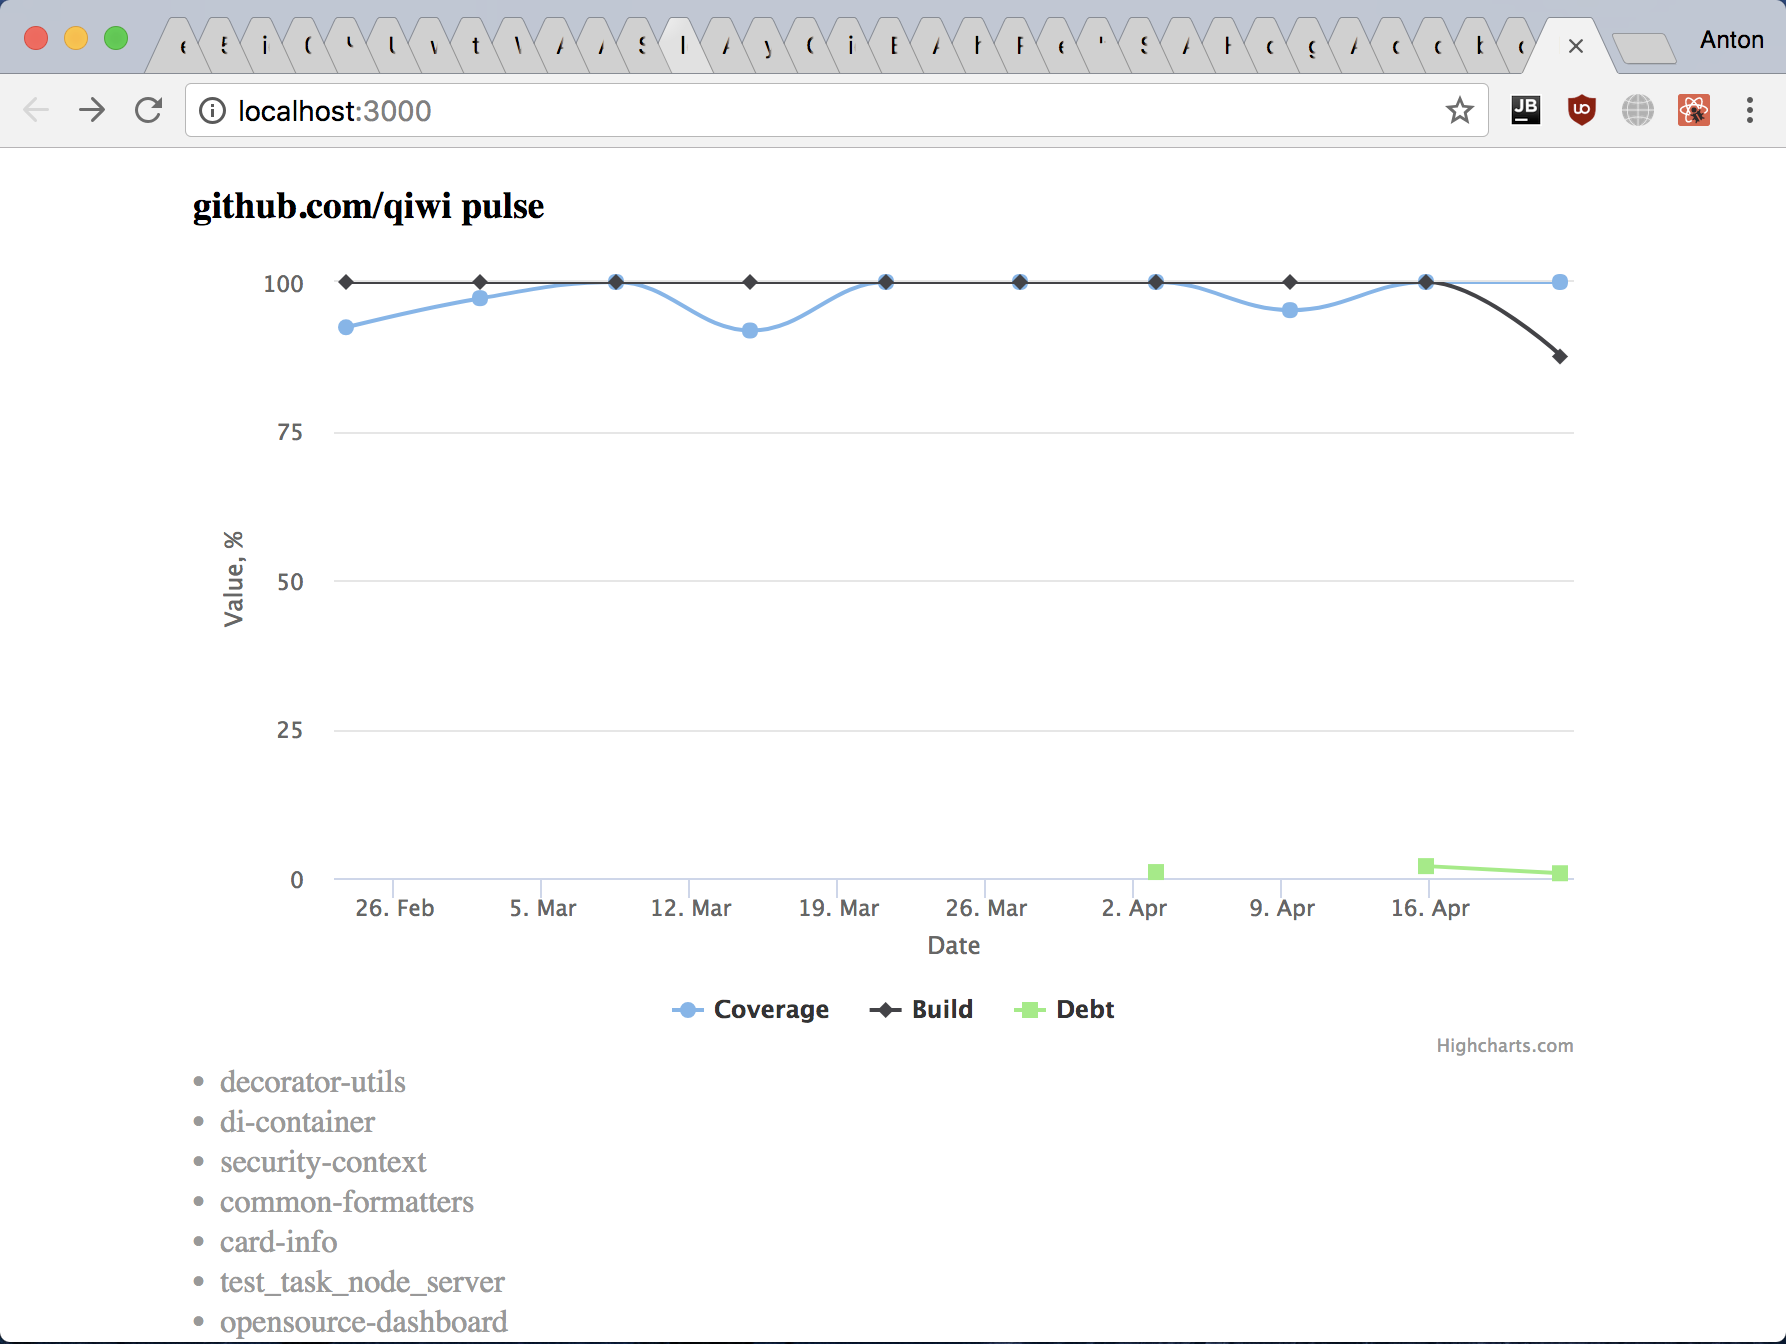 Anton
localhost:3000
JB
github.com/qiwi pulse
100
75
50
25
0
Value, %
26. Feb 5. Mar 12. Mar 19. Mar 26. Mar 2. Apr 9. Apr 16. Apr
Date
Coverage Build Debt
Highcharts.com
decorator-utils
di-container
security-context
common-formatters
card-info
test_task_node_server
opensource-dashboard